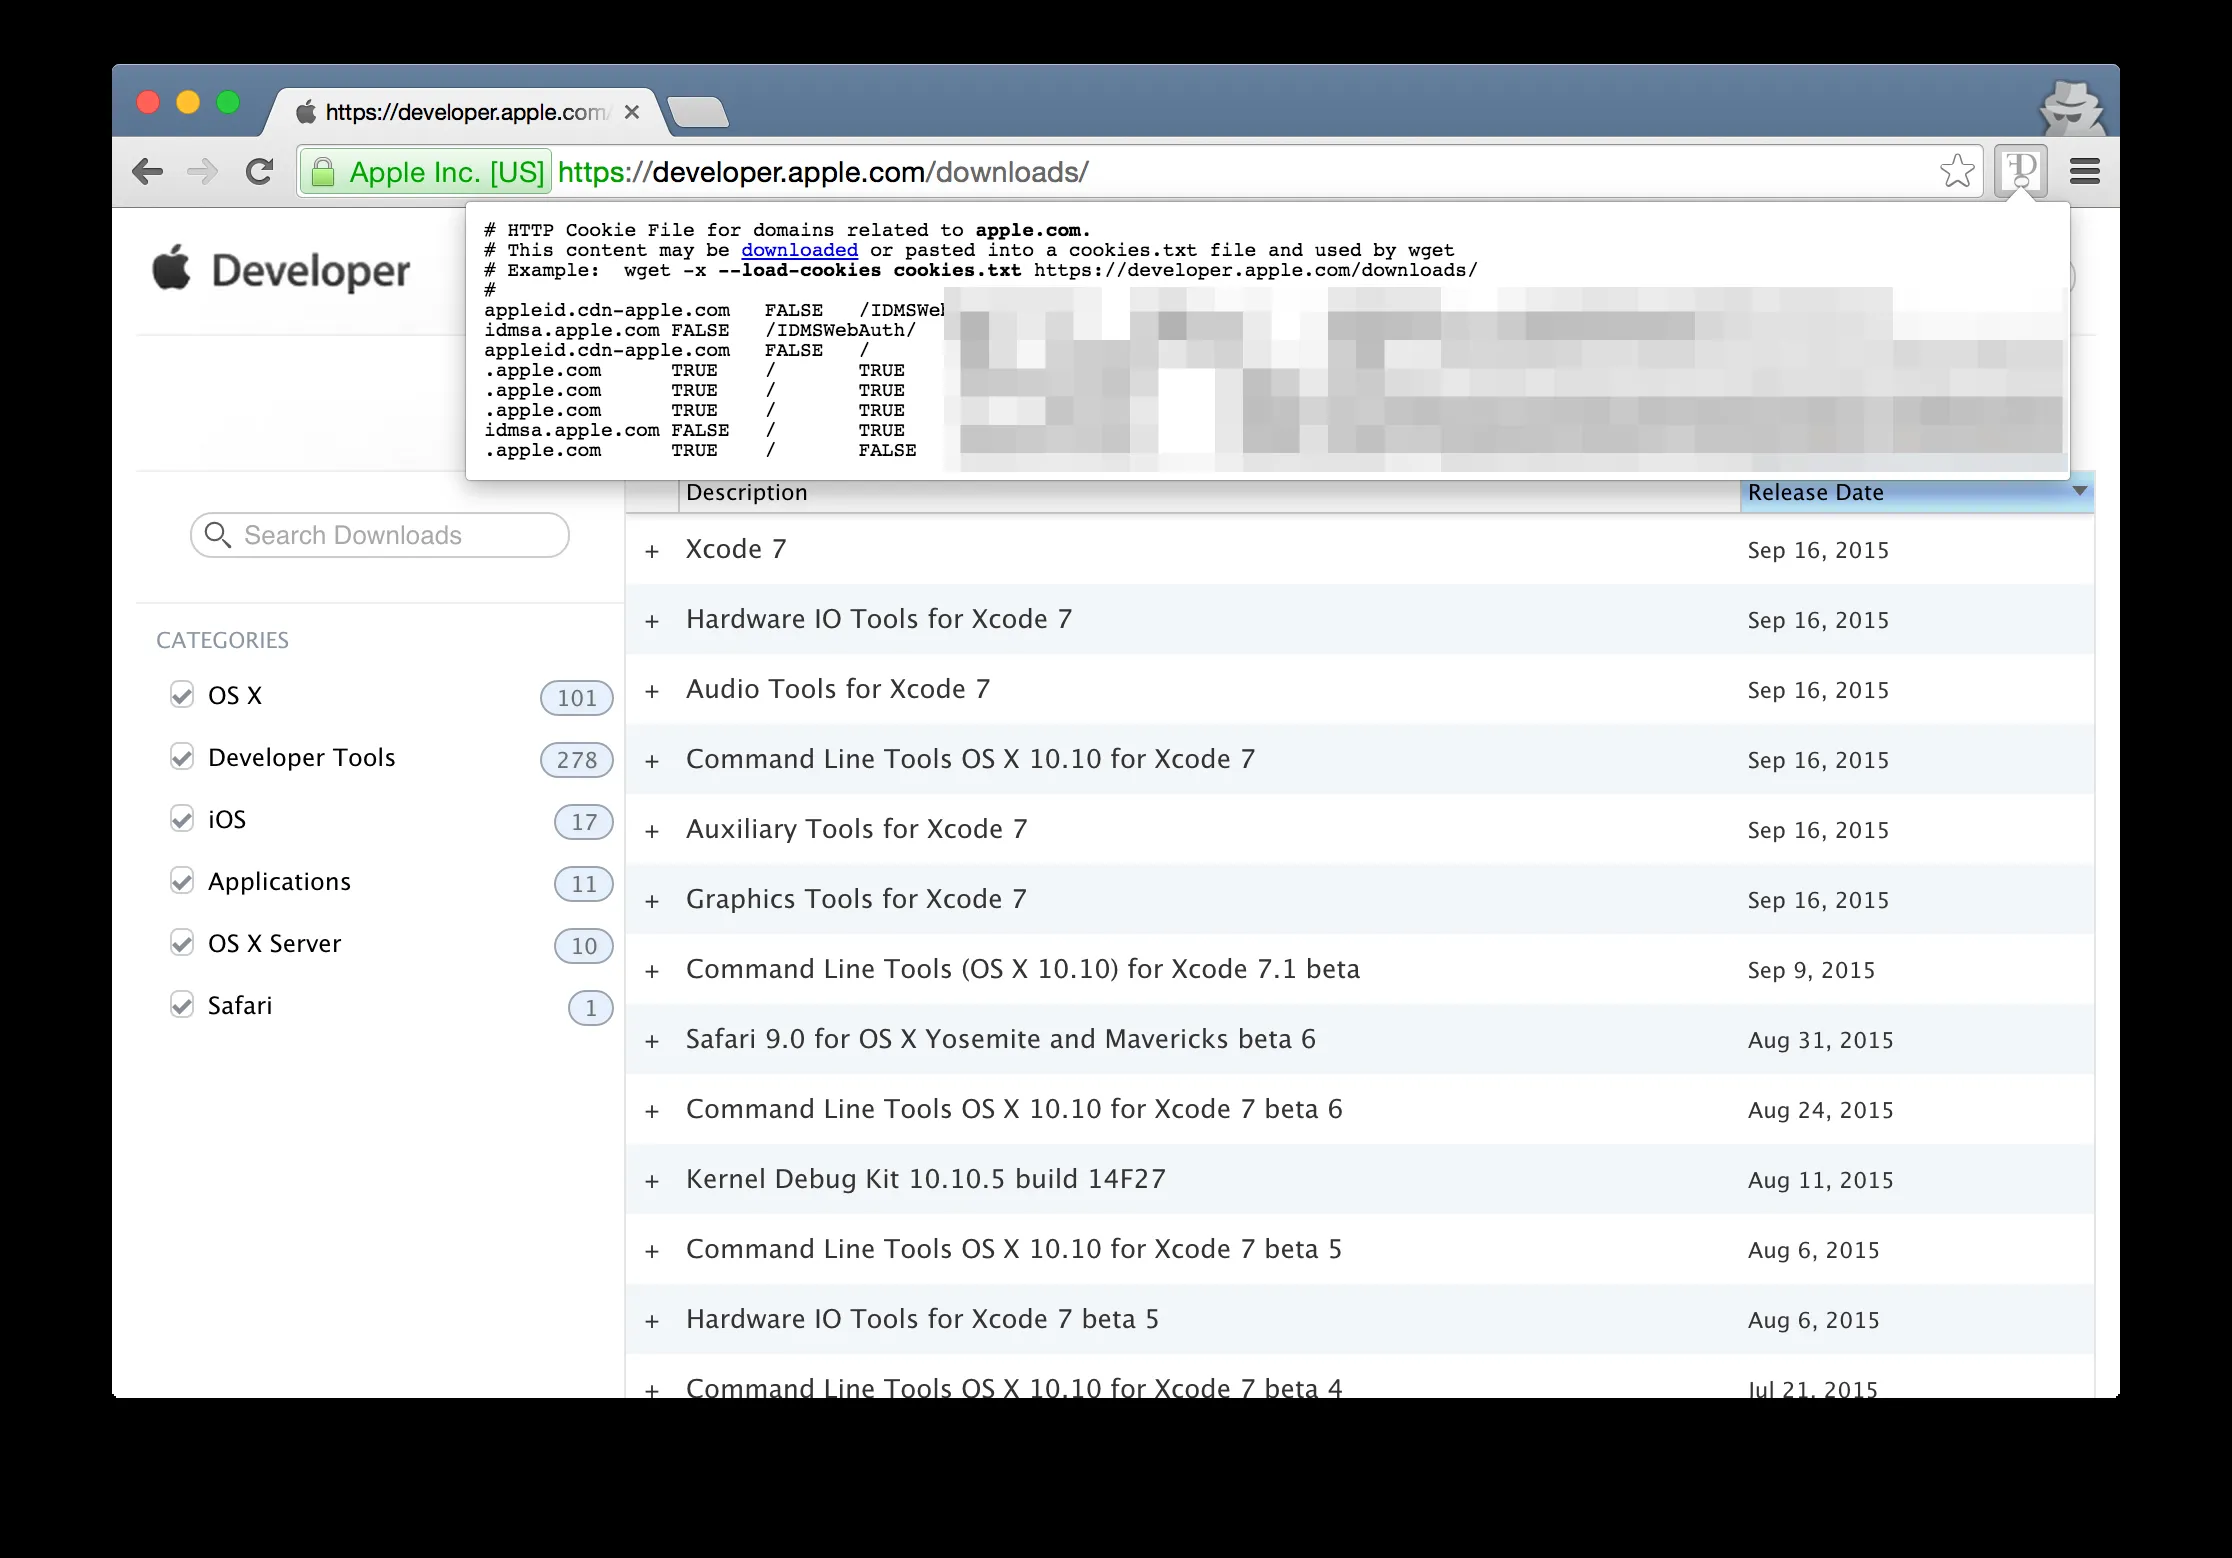 https://developer.apple.com/
Apple Inc. [US] https://developer.apple.com/downloads/
Developer
# HTTP Cookie File for domains related to apple.com.
# This content may be downloaded or pasted into a cookies.txt file and used by wget
# Example: wget -x --load-cookies cookies.txt https://developer.apple.com/downloads/
#
appleid.cdn-apple.com FALSE /IDMSWeb
idmsa.apple.com FALSE /IDMSWebAuth/
appleid.cdn-apple.com FALSE /
.apple.com TRUE / TRUE
.apple.com TRUE / TRUE
.apple.com TRUE / TRUE
idmsa.apple.com FALSE / TRUE
.apple.com TRUE / FALSE
Search Downloads
CATEGORIES
OS X 101
Developer Tools 278
iOS 17
Applications 11
OS X Server 10
Safari 1
Description Release Date
+ Xcode 7 Sep 16, 2015
+ Hardware IO Tools for Xcode 7 Sep 16, 2015
+ Audio Tools for Xcode 7 Sep 16, 2015
+ Command Line Tools OS X 10.10 for Xcode 7 Sep 16, 2015
+ Auxiliary Tools for Xcode 7 Sep 16, 2015
+ Graphics Tools for Xcode 7 Sep 16, 2015
+ Command Line Tools (OS X 10.10) for Xcode 7.1 beta Sep 9, 2015
+ Safari 9.0 for OS X Yosemite and Mavericks beta 6 Aug 31, 2015
+ Command Line Tools OS X 10.10 for Xcode 7 beta 6 Aug 24, 2015
+ Kernel Debug Kit 10.10.5 build 14F27 Aug 11, 2015
+ Command Line Tools OS X 10.10 for Xcode 7 beta 5 Aug 6, 2015
+ Hardware IO Tools for Xcode 7 beta 5 Aug 6, 2015
+ Command Line Tools OS X 10.10 for Xcode 7 beta 4 Jul 21, 2015